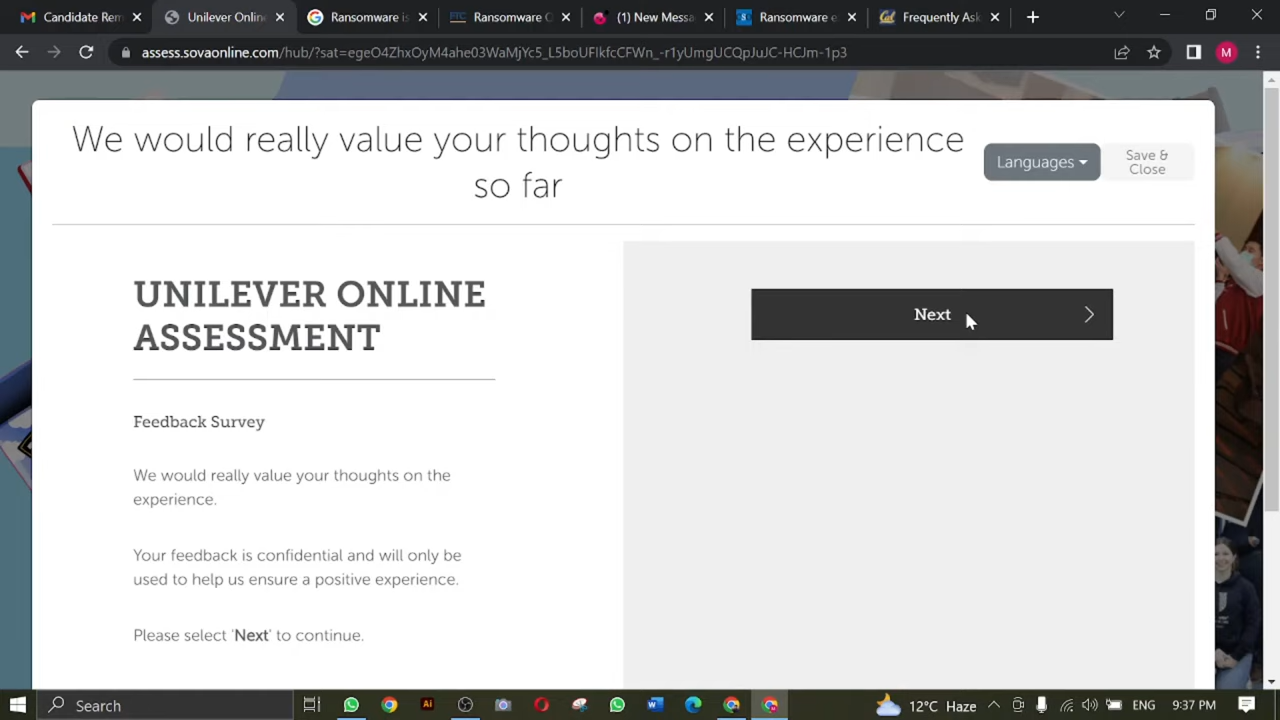 Candidate Rem
Unilever Onlin
Ransomware is
Ransomware C
(1) New Messa
Ransomware e
Frequently Ask
assess.sovaonline.com/hub/?sat=egeO4ZhxOyM4ahe03WaMjYc5_L5boUFIkfcCFWn_-r1yUmgUCQpJuJC-HCJm-1p3
M
We would really value your thoughts on the experience
so far
Languages
Save &
Close
UNILEVER ONLINE
ASSESSMENT
Next
Feedback Survey
We would really value your thoughts on the
experience.
Your feedback is confidential and will only be
used to help us ensure a positive experience.
Please select 'Next' to continue.
Search
12°C Haze
ENG
9:37 PM